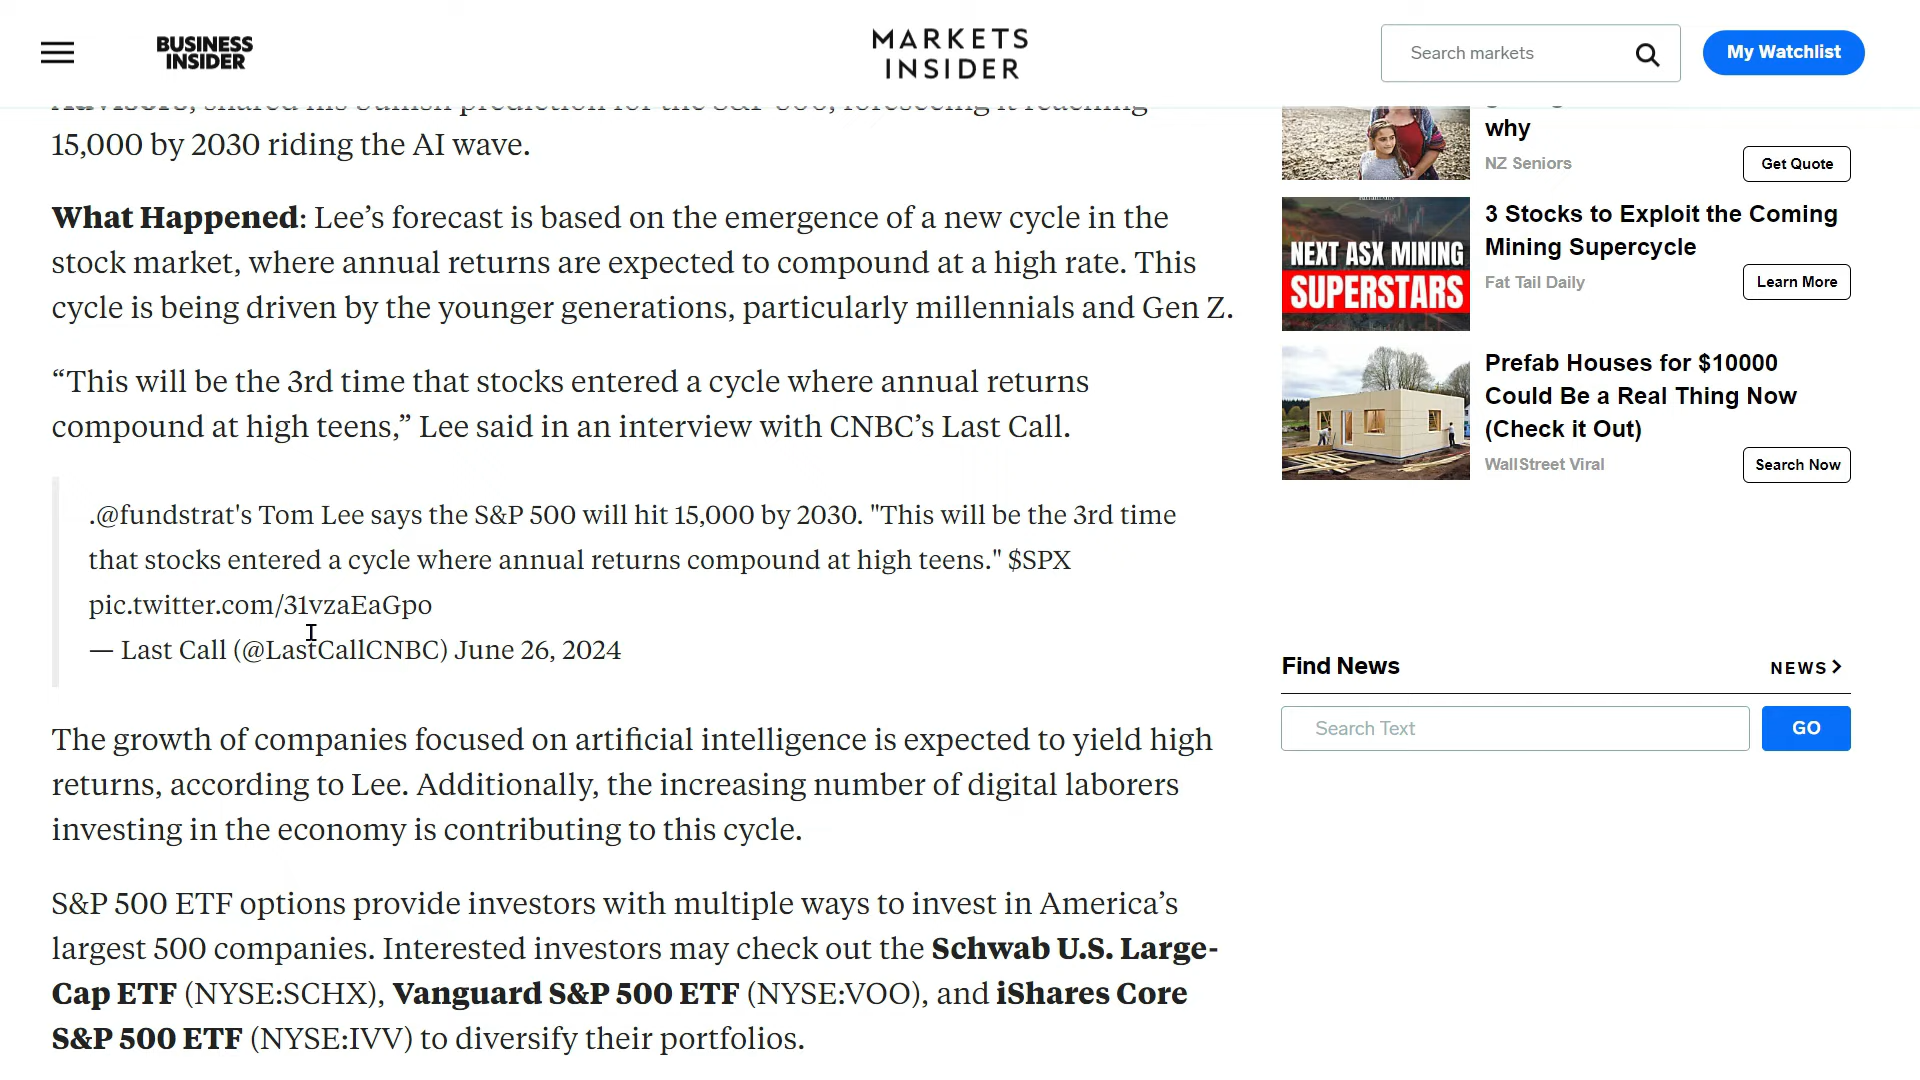 BUSINESS
INSIDER
MARKETS
INSIDER
Search markets
My Watchlist
Advisors, shared his bullish prediction for the S&P 500, foreseeing it reaching
15,000 by 2030 riding the AI wave.
What Happened: Lee’s forecast is based on the emergence of a new cycle in the
stock market, where annual returns are expected to compound at a high rate. This
cycle is being driven by the younger generations, particularly millennials and Gen Z.
“This will be the 3rd time that stocks entered a cycle where annual returns
compound at high teens,” Lee said in an interview with CNBC’s Last Call.
.@fundstrat's Tom Lee says the S&P 500 will hit 15,000 by 2030. "This will be the 3rd time
that stocks entered a cycle where annual returns compound at high teens." $SPX
pic.twitter.com/31vzaEaGpo
— Last Call (@LastCallCNBC) June 26, 2024
The growth of companies focused on artificial intelligence is expected to yield high
returns, according to Lee. Additionally, the increasing number of digital laborers
investing in the economy is contributing to this cycle.
S&P 500 ETF options provide investors with multiple ways to invest in America’s
largest 500 companies. Interested investors may check out the Schwab U.S. Large-
Cap ETF (NYSE:SCHX), Vanguard S&P 500 ETF (NYSE:VOO), and iShares Core
S&P 500 ETF (NYSE:IVV) to diversify their portfolios.
why
NZ Seniors
Get Quote
NEXT ASX MINING
SUPERSTARS
3 Stocks to Exploit the Coming
Mining Supercycle
Fat Tail Daily
Learn More
Prefab Houses for $10000
Could Be a Real Thing Now
(Check it Out)
WallStreet Viral
Search Now
Find News
NEWS
Search Text
GO